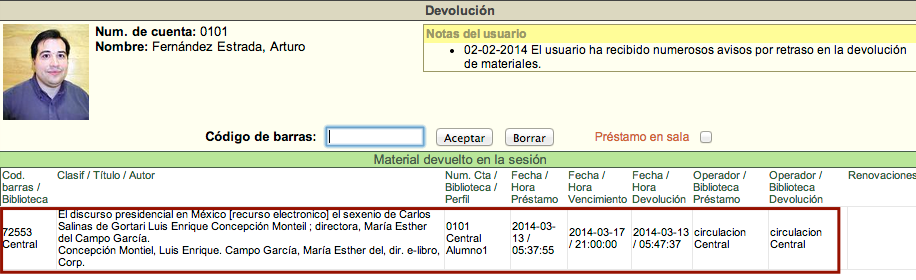 Devolución
Num. de cuenta: 0101
Nombre: Fernández Estrada, Arturo
Notas del usuario
• 02-02-2014 El usuario ha recibido numerosos avisos por retraso en la devolución
de materiales.
Código de barras: Aceptar Borrar Préstamo en sala
Material devuelto en la sesión
Cod. barras / Biblioteca
Clasif / Título / Autor
Num. Cta / Biblioteca / Perfil
Fecha / Hora Préstamo
Fecha / Hora Vencimiento
Fecha / Hora Devolución
Operador / Biblioteca Préstamo
Operador / Biblioteca Devolución
Renovaciones
72553
Central
El discurso presidencial en México [recurso electronico] el sexenio de Carlos
Salinas de Gortari Luis Enrique Concepción Monteil ; directora, María Esther
del Campo García.
Concepción Montiel, Luis Enrique. Campo García, María Esther del, dir. e-libro,
Corp.
0101
Central
Alumno1
2014-03-
13 /
05:37:55
2014-03-17
/ 21:00:00
2014-03-13
/ 05:47:37
circulacion
Central
circulacion
Central